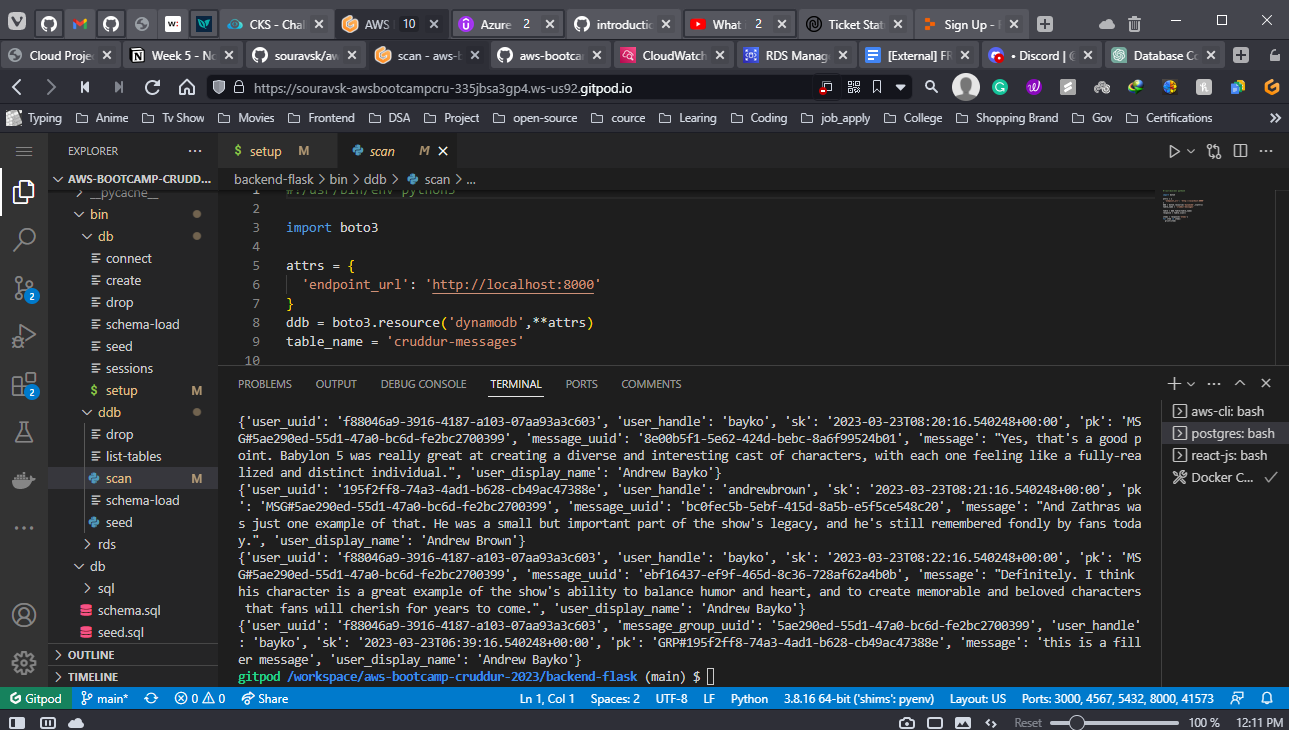 CKS - Chal
AWS
10
Azure
2
introductic
What
2
Ticket Stat
Sign Up - I
Cloud Proje
Week 5 - No
souravsk/aw
scan - aws-b
aws-bootca
CloudWatch
RDS Manag
[External] FR
• Discord | @
Database Co
https://souravsk-awsbootcampcru-335jbsa3gp4.ws-us92.gitpod.io
Typing
Anime
Tv Show
Movies
Frontend
DSA
Project
open-source
cource
Learing
Coding
job_apply
College
Shopping Brand
Gov
Certifications
EXPLORER
AWS-BOOTCAMP-CRUDD...
__pycache__
bin
db
connect
create
drop
schema-load
seed
sessions
$ setup M
ddb
drop
list-tables
scan M
schema-load
seed
rds
db
sql
schema.sql
seed.sql
OUTLINE
TIMELINE
$ setup M
scan M
backend-flask > bin > ddb > scan > ...
1 #!/usr/bin/env python3
2
3 import boto3
4
5 attrs = {
6 'endpoint_url': 'http://localhost:8000'
7 }
8 ddb = boto3.resource('dynamodb',**attrs)
9 table_name = 'cruddur-messages'
10
PROBLEMS OUTPUT DEBUG CONSOLE TERMINAL PORTS COMMENTS
{'user_uuid': 'f88046a9-3916-4187-a103-07aa93a3c603', 'user_handle': 'bayko', 'sk': '2023-03-23T08:20:16.540248+00:00', 'pk': 'MS
G#5ae290ed-55d1-47a0-bc6d-fe2bc2700399', 'message_uuid': '8e00b5f1-5e62-424d-bebc-8a6f99524b01', 'message': "Yes, that's a good p
oint. Babylon 5 was really great at creating a diverse and interesting cast of characters, with each one feeling like a fully-rea
lized and distinct individual.", 'user_display_name': 'Andrew Bayko'}
{'user_uuid': '195f2ff8-74a3-4ad1-b628-cb49ac47388e', 'user_handle': 'andrewbrown', 'sk': '2023-03-23T08:21:16.540248+00:00', 'pk
': 'MSG#5ae290ed-55d1-47a0-bc6d-fe2bc2700399', 'message_uuid': 'bc0fec5b-5ebf-415d-8a5b-e5f5ce548c20', 'message': "And Zathras wa
s just one example of that. He was a small but important part of the show's legacy, and he's still remembered fondly by fans toda
y.", 'user_display_name': 'Andrew Brown'}
{'user_uuid': 'f88046a9-3916-4187-a103-07aa93a3c603', 'user_handle': 'bayko', 'sk': '2023-03-23T08:22:16.540248+00:00', 'pk': 'MS
G#5ae290ed-55d1-47a0-bc6d-fe2bc2700399', 'message_uuid': 'ebf16437-ef9f-465d-8c36-728af62a4b0b', 'message': "Definitely. I think
his character is a great example of the show's ability to balance humor and heart, and to create memorable and beloved characters
that fans will cherish for years to come.", 'user_display_name': 'Andrew Bayko'}
{'user_uuid': 'f88046a9-3916-4187-a103-07aa93a3c603', 'message_group_uuid': '5ae290ed-55d1-47a0-bc6d-fe2bc2700399', 'user_handle'
: 'bayko', 'sk': '2023-03-23T06:39:16.540248+00:00', 'pk': 'GRP#195f2ff8-74a3-4ad1-b628-cb49ac47388e', 'message': 'this is a fill
er message', 'user_display_name': 'Andrew Bayko'}
gitpod /workspace/aws-bootcamp-cruddur-2023/backend-flask (main) $
aws-cli: bash
postgres: bash
react-js: bash
Docker C...
Gitpod
main*
0
0
Share
Ln 1, Col 1
Spaces: 2
UTF-8
LF
Python
3.8.16 64-bit ('shims': pyenv)
Layout: US
Ports: 3000, 4567, 5432, 8000, 41573
Reset
100 %
12:11 PM